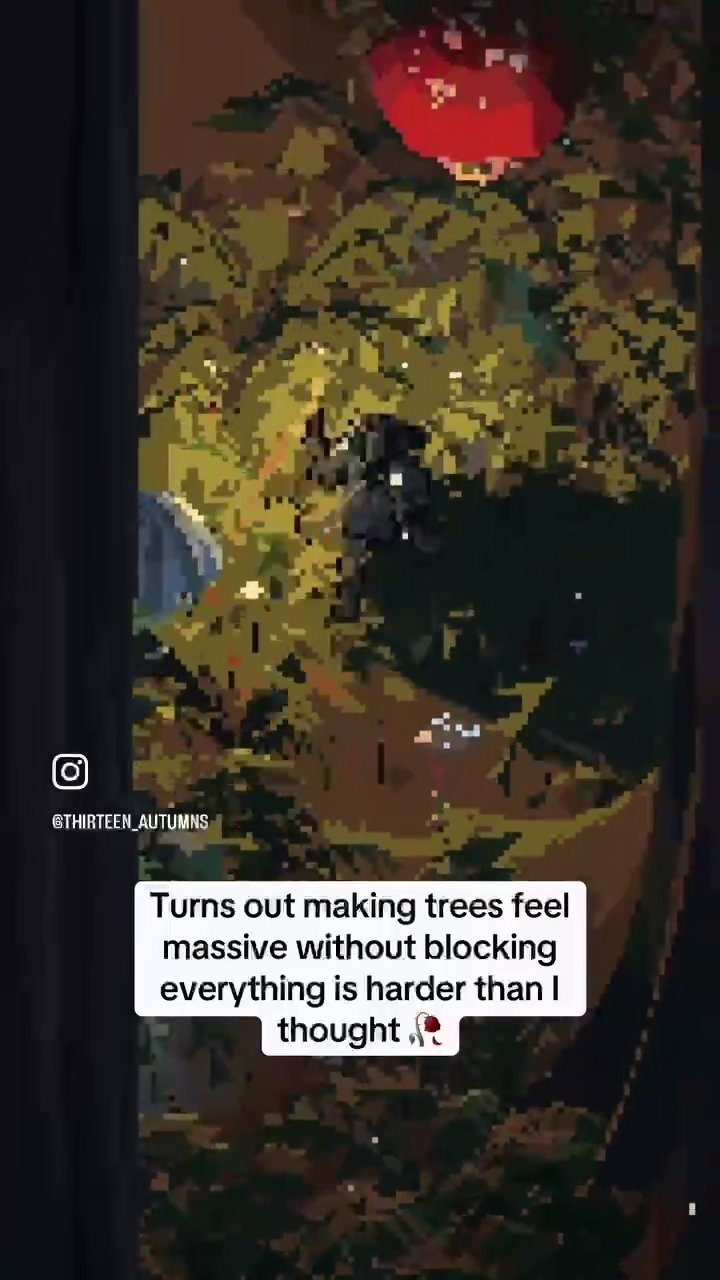 @THIRTEEN_AUTUMNS
Turns out making trees feel
massive without blocking
everything is harder than I
thought 🥀